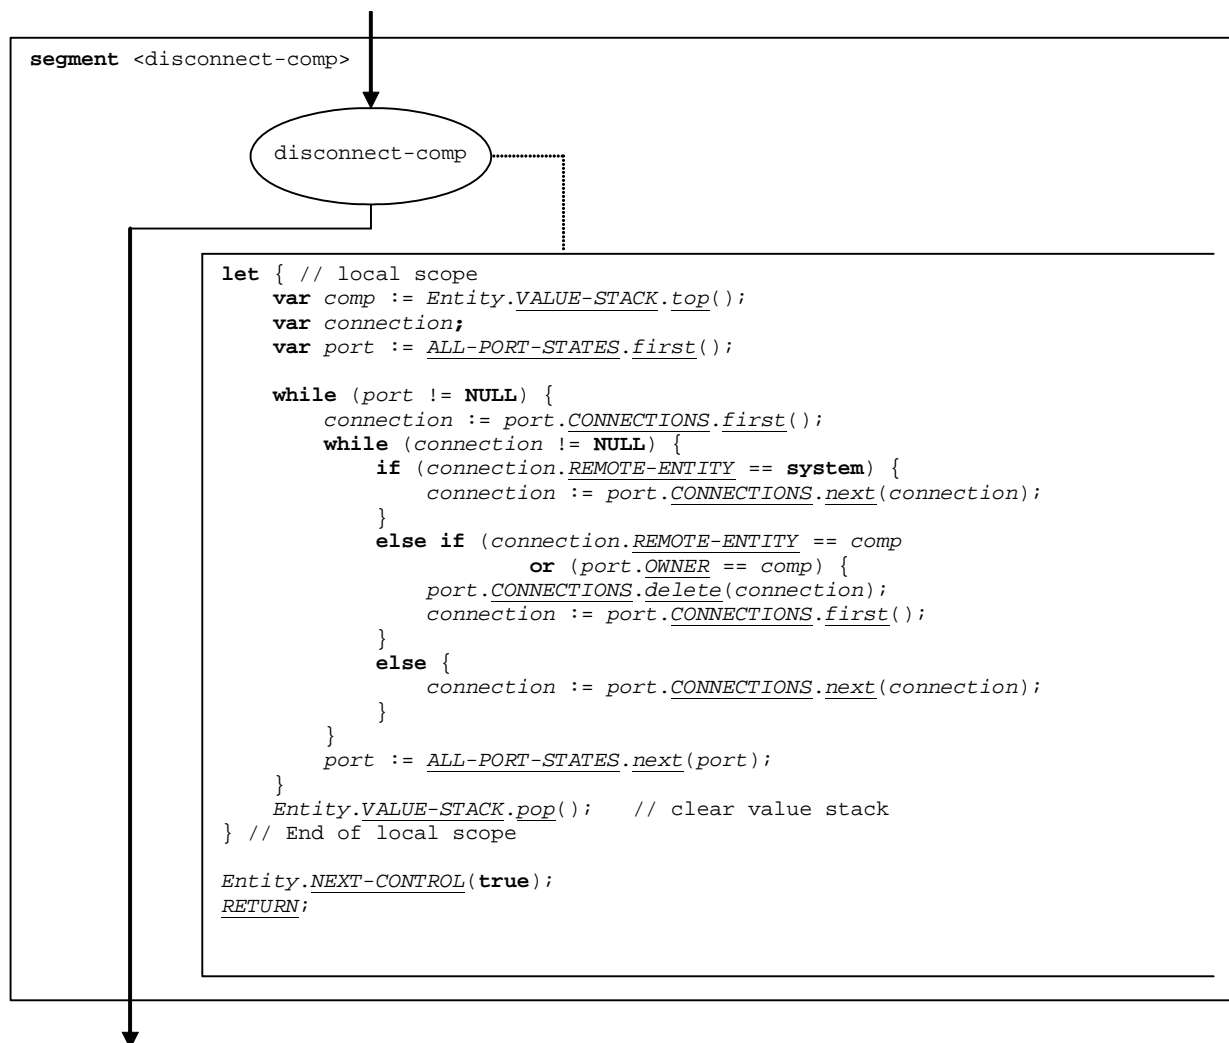 segment <disconnect-comp>
disconnect-comp
let { // local scope
var comp := Entity.VALUE-STACK.top();
var connection;
var port := ALL-PORT-STATES.first();
while (port != NULL) {
connection := port.CONNECTIONS.first();
while (connection != NULL) {
if (connection.REMOTE-ENTITY == system) {
connection := port.CONNECTIONS.next(connection);
}
else if (connection.REMOTE-ENTITY == comp
or (port.OWNER == comp) {
port.CONNECTIONS.delete(connection);
connection := port.CONNECTIONS.first();
}
else {
connection := port.CONNECTIONS.next(connection);
}
}
port := ALL-PORT-STATES.next(port);
}
Entity.VALUE-STACK.pop(); // clear value stack
} // End of local scope
Entity.NEXT-CONTROL(true);
RETURN;